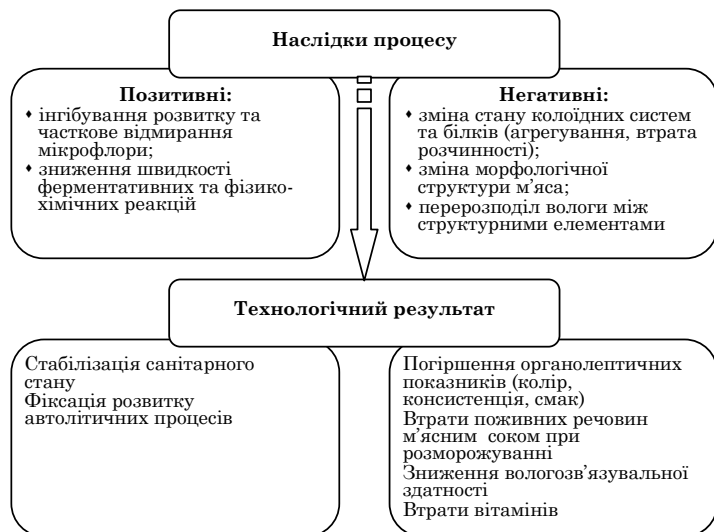 Наслідки процесу
Позитивні:
♦ інгібування розвитку та
часткове відмирання
мікрофлори;
♦ зниження швидкості
ферментативних та фізико-
хімічних реакцій
Негативні:
♦ зміна стану колоїдних систем
та білків (агрегування, втрата
розчинності);
♦ зміна морфологічної
структури м’яса;
♦ перерозподіл вологи між
структурними елементами
Технологічний результат
Стабілізація санітарного
стану
Фіксація розвитку
автолітичних процесів
Погіршення органолептичних
показників (колір,
консистенція, смак)
Втрати поживних речовин
м’ясним соком при
розморожуванні
Зниження вологозв'язувальної
здатності
Втрати вітамінів